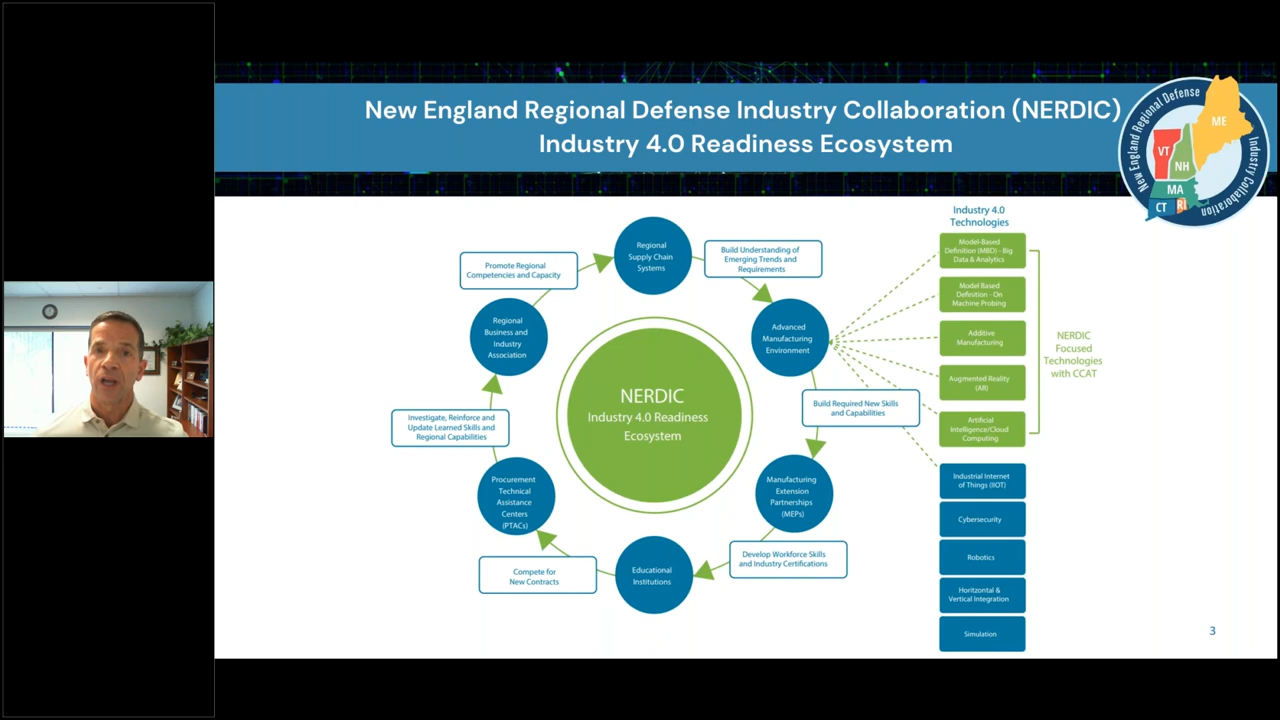 New England Regional Defense Industry Collaboration (NERDIC)
Industry 4.0 Readiness Ecosystem
New England Regional Defense
Industry Collaboration
ME
VT
NH
MA
CT
RI
Regional
Supply Chain
Systems
Build Understanding of
Emerging Trends and
Requirements
Advanced
Manufacturing
Environment
Build Required New Skills
and Capabilities
Manufacturing
Extension
Partnerships
(MEPs)
Develop Workforce Skills
and Industry Certifications
Educational
Institutions
Compete for
New Contracts
Procurement
Technical
Assistance
Centers
(PTACs)
Investigate, Reinforce and
Update Learned Skills and
Regional Capabilities
Regional
Business and
Industry
Association
Promote Regional
Competencies and Capacity
NERDIC
Industry 4.0 Readiness
Ecosystem
Industry 4.0
Technologies
Model-Based
Definition (MBD) - Big
Data & Analytics
Model Based
Definition - On
Machine Probing
Additive
Manufacturing
Augmented Reality
(AR)
Artificial
Intelligence/Cloud
Computing
Industrial Internet
of Things (IIOT)
Cybersecurity
Robotics
Horitzontal &
Vertical Integration
Simulation
NERDIC
Focused
Technologies
with CCAT
3